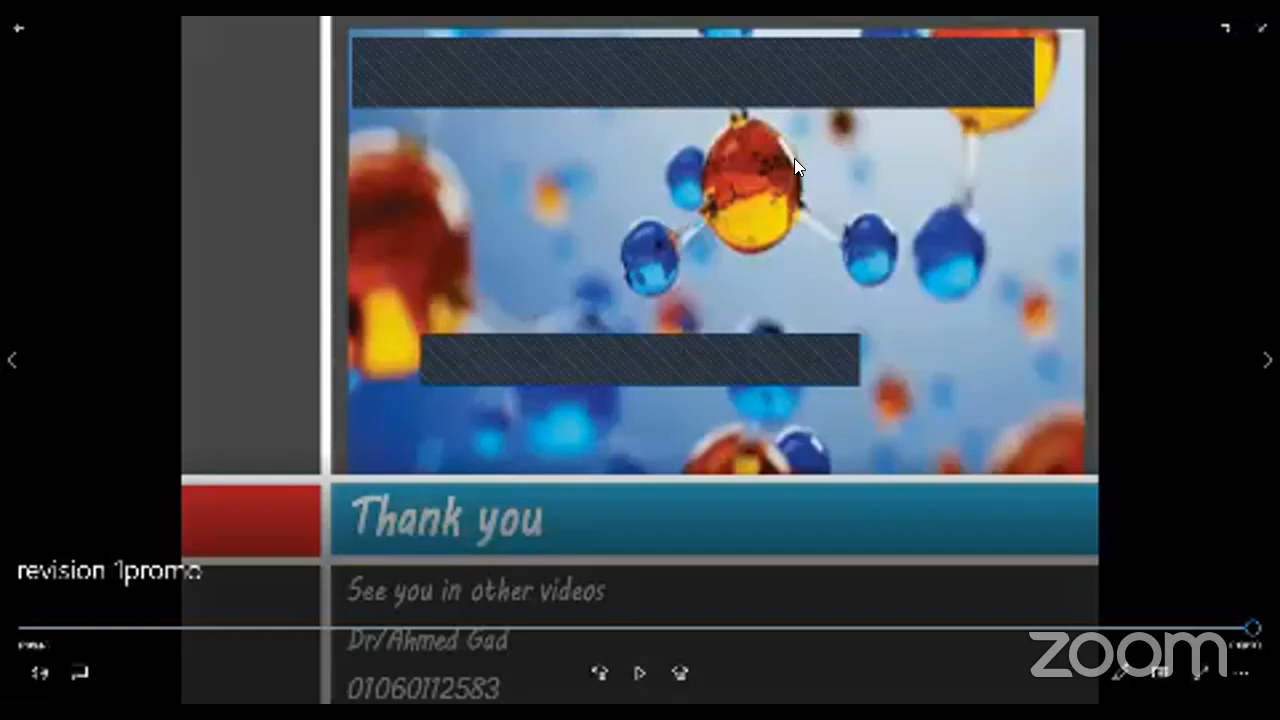 Thank you
revision 1promo
See you in other videos
Dr/Ahmed Gad
zoom
01060112583